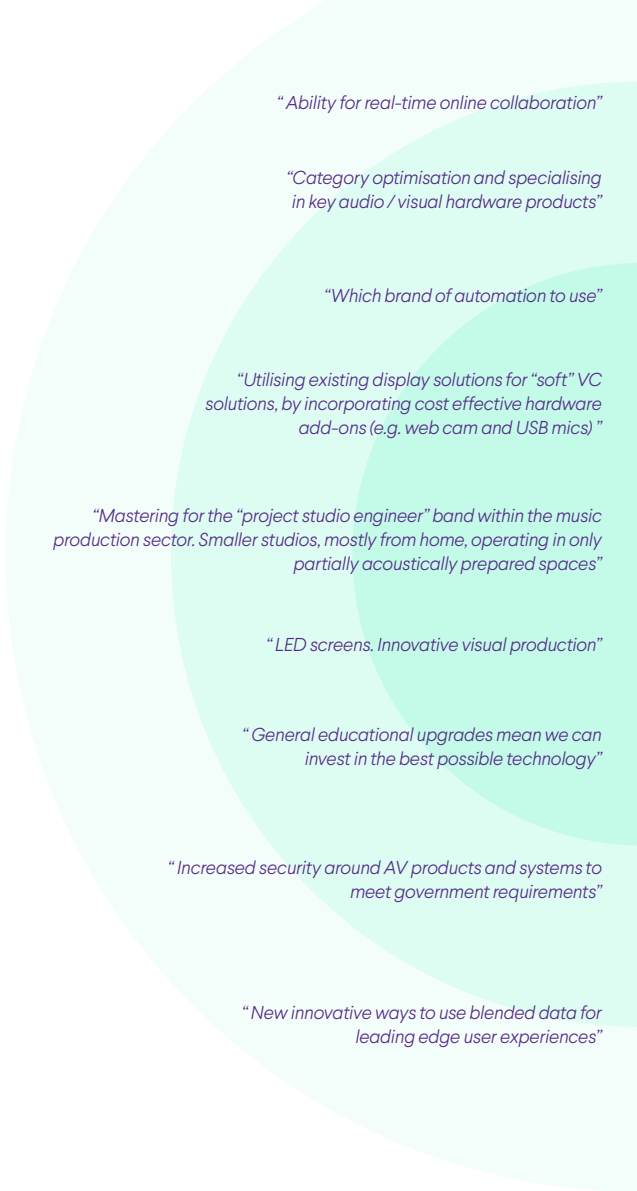 “ Ability for real-time online collaboration”
“Category optimisation and specialising
in key audio / visual hardware products”
“Which brand of automation to use”
“Utilising existing display solutions for “soft” VC
solutions, by incorporating cost effective hardware
add-ons (e.g. web cam and USB mics) ”
“Mastering for the “project studio engineer” band within the music
production sector. Smaller studios, mostly from home, operating in only
partially acoustically prepared spaces”
“ LED screens. Innovative visual production”
“ General educational upgrades mean we can
invest in the best possible technology”
“ Increased security around AV products and systems to
meet government requirements”
“ New innovative ways to use blended data for
leading edge user experiences”